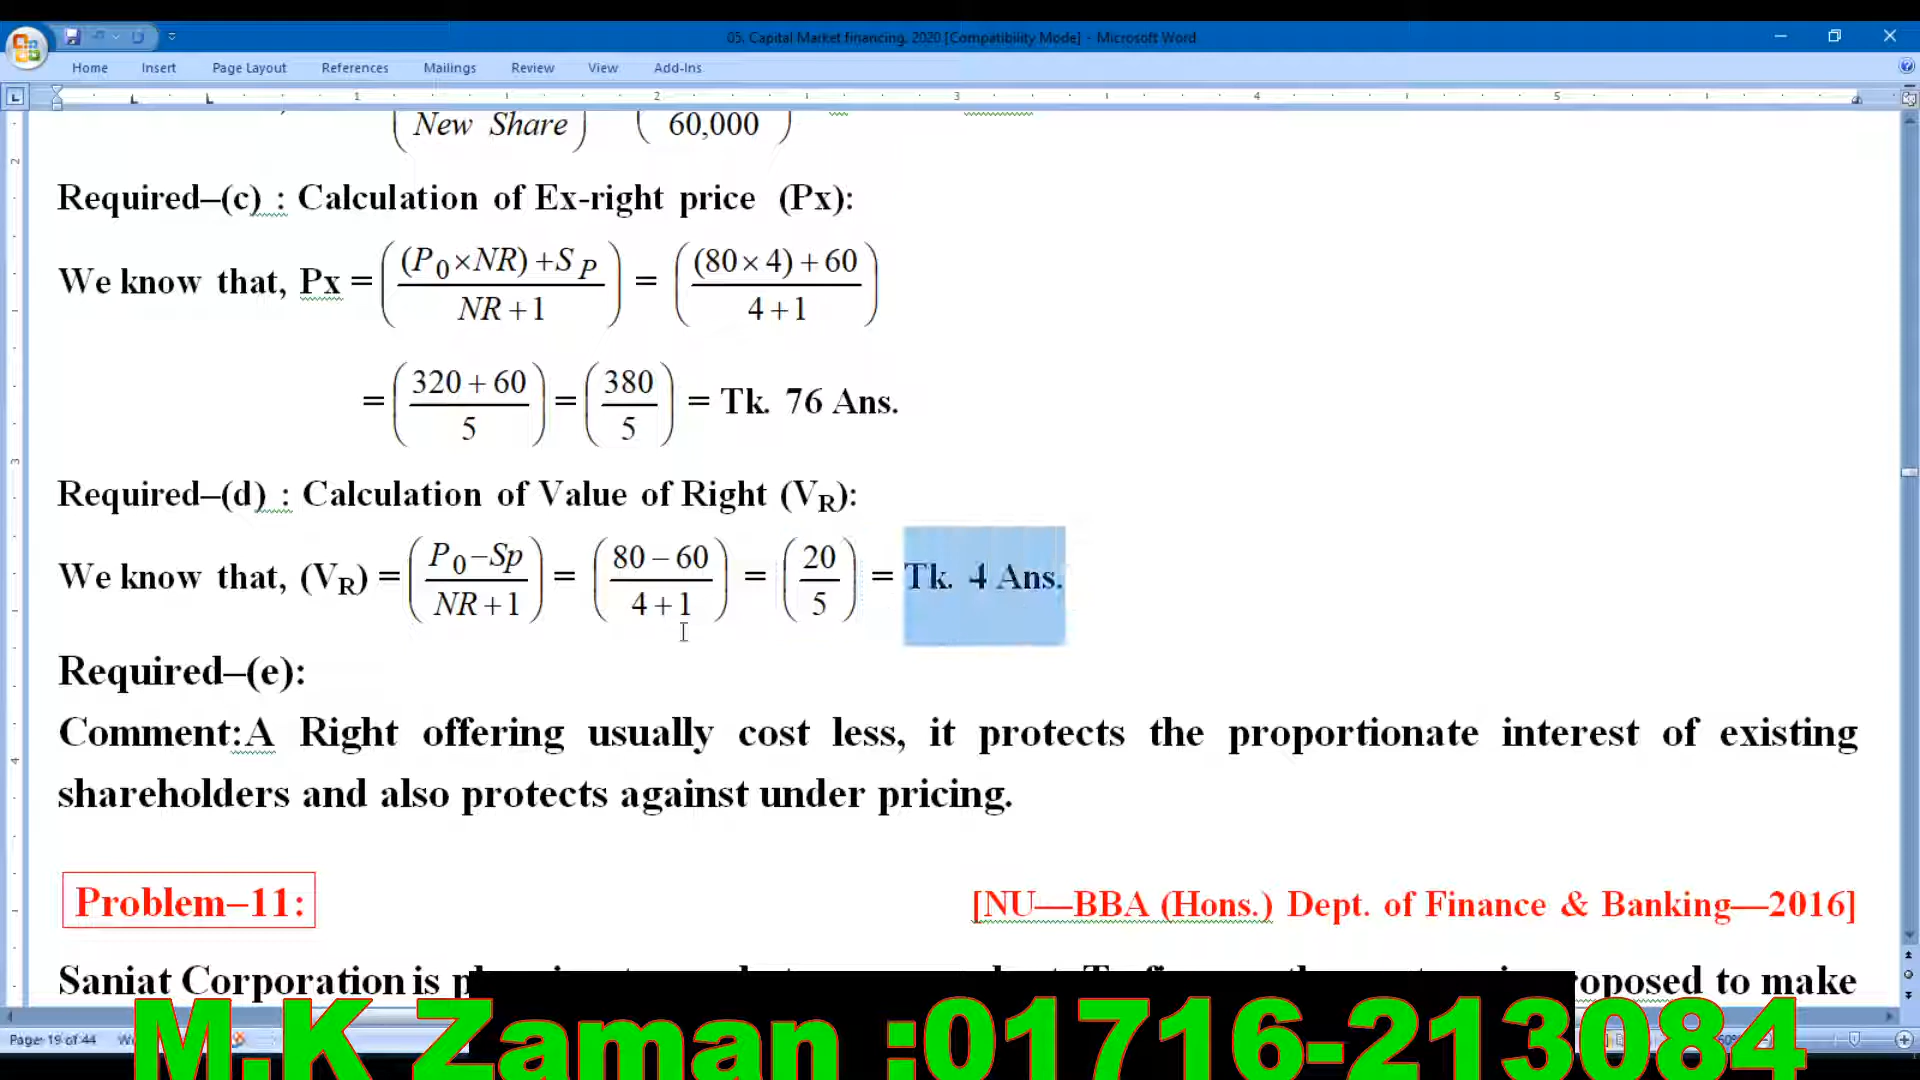 05. Capital Market financing, 2020 [Compatibility Mode] - Microsoft Word
Home Insert Page Layout References Mailings Review View Add-Ins
1 2 3 4 5
New Share 60,000
Required–(c) : Calculation of Ex-right price (Px):
We know that, Px = ((P0×NR)+SP / NR+1) = ((80×4)+60 / 4+1)
= (320+60 / 5) = (380 / 5) = Tk. 76 Ans.
Required–(d) : Calculation of Value of Right (VR):
We know that, (VR) = (P0–Sp / NR+1) = (80–60 / 4+1) = (20 / 5) = Tk. 4 Ans.
Required–(e):
Comment:A Right offering usually cost less, it protects the proportionate interest of existing
shareholders and also protects against under pricing.
Problem–11: [NU—BBA (Hons.) Dept. of Finance & Banking—2016]
Saniat Corporation is roposed to make
M.K Zaman :01716-213084
Page: 19 of 44